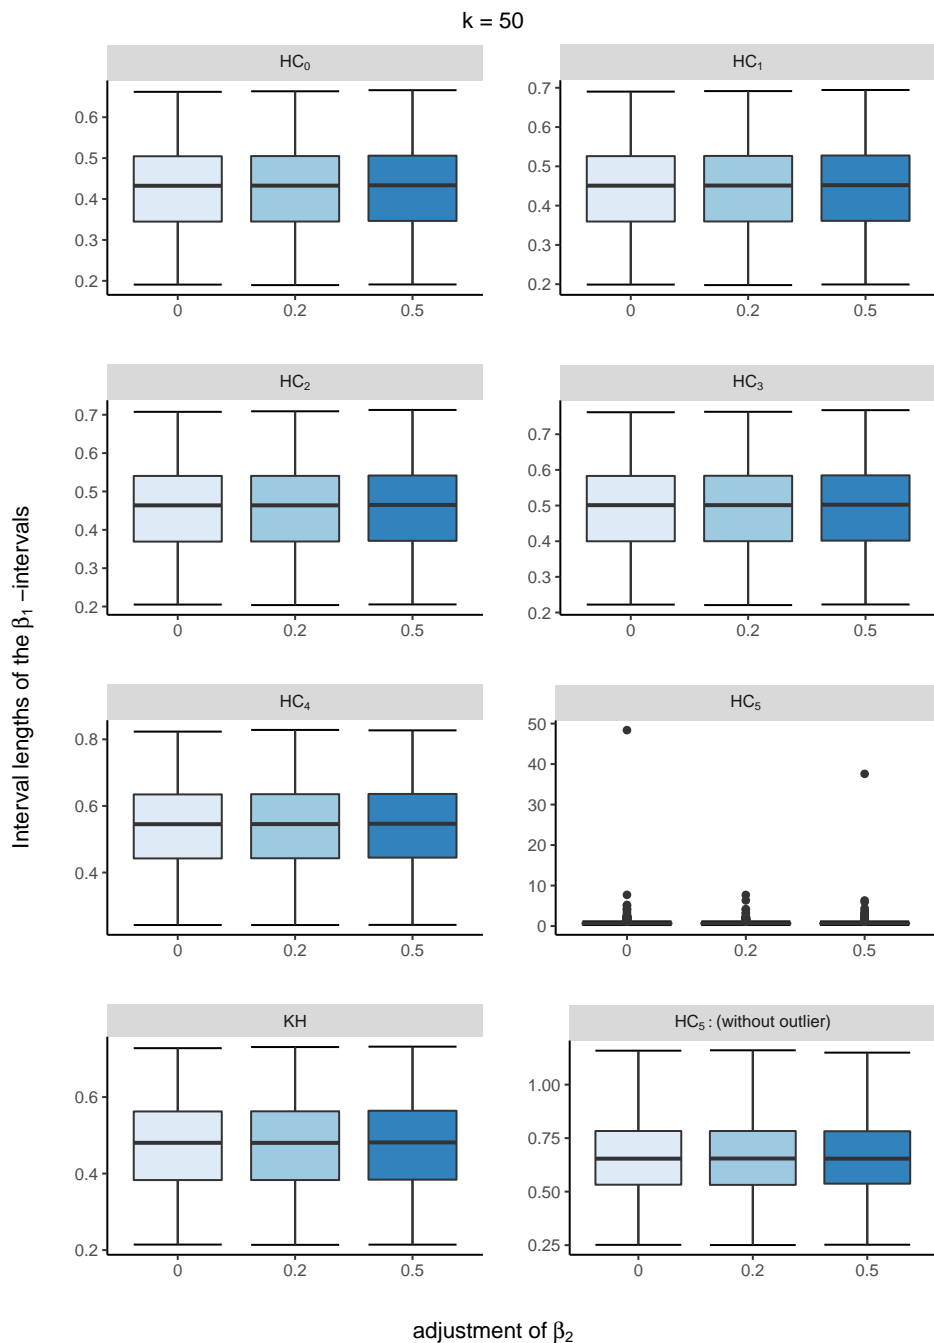 k = 50
HC₀
0.6
0.5
0.4
0.3
0.2
0 0.2 0.5
HC₁
0.7
0.6
0.5
0.4
0.3
0.2
0 0.2 0.5
HC₂
0.7
0.6
0.5
0.4
0.3
0.2
0 0.2 0.5
HC₃
0.7
0.6
0.5
0.4
0.3
0.2
0 0.2 0.5
Interval lengths of the β₁ −intervals
HC₄
0.8
0.6
0.4
0 0.2 0.5
HC₅
50
40
30
20
10
0
0 0.2 0.5
KH
0.6
0.4
0.2
0 0.2 0.5
HC₅ : (without outlier)
1.00
0.75
0.50
0.25
0 0.2 0.5
adjustment of β₂